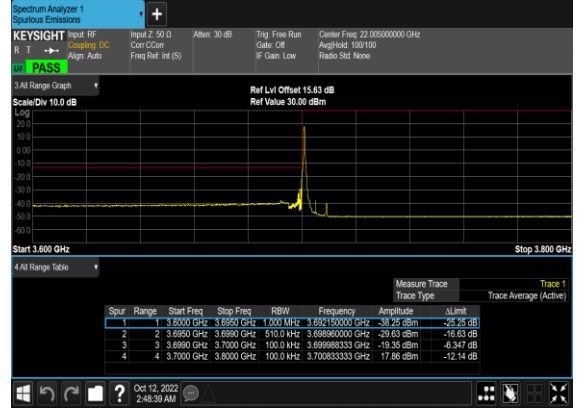 Spectrum Analyzer 1
Spurious Emissions
+
KEYSIGHT Input: RF Input Z: 50 Ω Atten: 30 dB Trig: Free Run Center Freq: 22.005000000 GHz
R T Coupling: DC Corr CCorr Gate: Off Avg|Hold: 100/100
Align: Auto Freq Ref: Int (S) IF Gain: Low Radio Std: None
PASS
3 All Range Graph
Ref Lvl Offset 15.63 dB
Scale/Div 10.0 dB Ref Value 30.00 dBm
Log
20.0
10.0
0.00
-10.0
-20.0
-30.0
-40.0
-50.0
-60.0
Start 3.600 GHz Stop 3.800 GHz
4 All Range Table
Measure Trace Trace 1
Trace Type Trace Average (Active)
Spur Range Start Freq Stop Freq RBW Frequency Amplitude ΔLimit
1 1 3.6000 GHz 3.6950 GHz 1.000 MHz 3.692150000 GHz -38.25 dBm -25.25 dB
2 2 3.6950 GHz 3.6990 GHz 510.0 kHz 3.698960000 GHz -29.63 dBm -16.63 dB
3 3 3.6990 GHz 3.7000 GHz 100.0 kHz 3.699988333 GHz -19.35 dBm -6.347 dB
4 4 3.7000 GHz 3.8000 GHz 100.0 kHz 3.700833333 GHz 17.86 dBm -12.14 dB
? Oct 12, 2022
2:48:39 AM